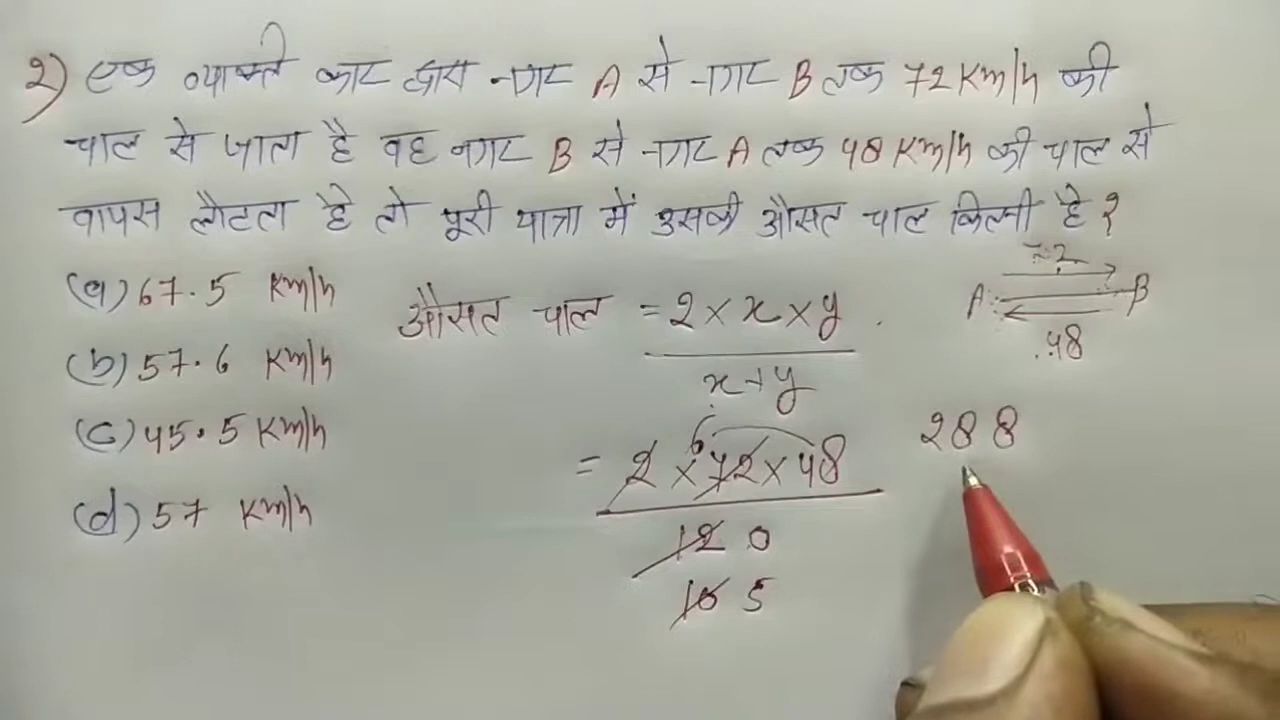 2) एक व्यक्ति कार द्वारा नगर A से नगर B तक 72 Km/h की
चाल से जाता है वह नगर B से नगर A तक 48 Km/h की चाल से
वापस लौटता है तो पूरी यात्रा में उसकी औसत चाल कितनी है ?
72
A B
48
(a) 67.5 Km/h
(b) 57.6 Km/h
(c) 45.5 Km/h
(d) 57 Km/h
औसत चाल = 2 × x × y
x + y
6
= 2 × 72 × 48
120
10 5
288